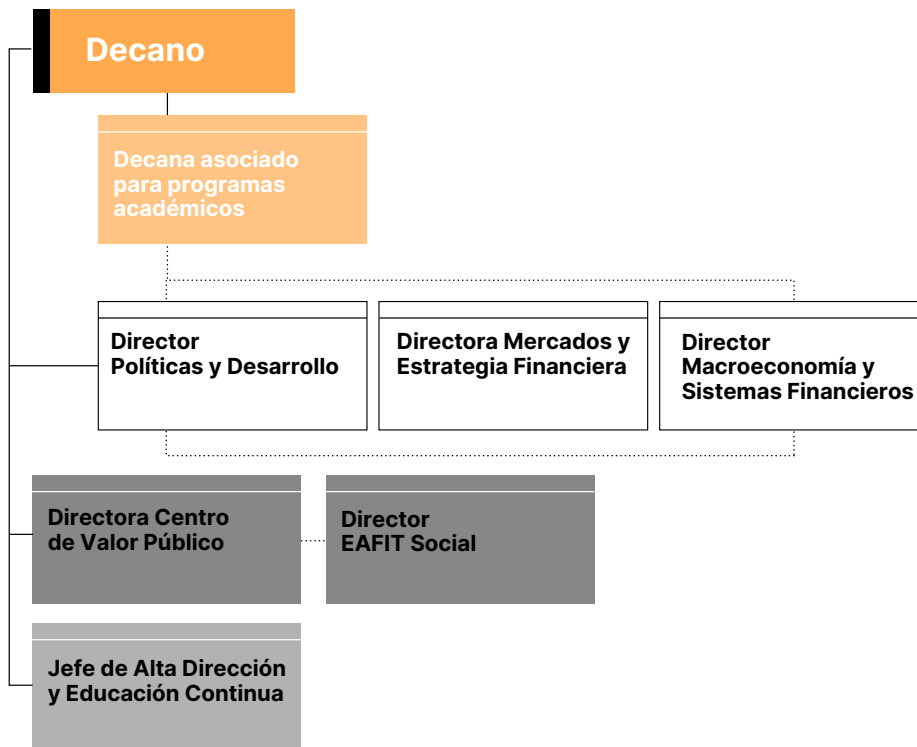 Decano
Decana asociado
para programas
académicos
Director
Políticas y Desarrollo
Directora Mercados y
Estrategia Financiera
Director
Macroeconomía y
Sistemas Financieros
Directora Centro
de Valor Público
Director
EAFIT Social
Jefe de Alta Dirección
y Educación Continua